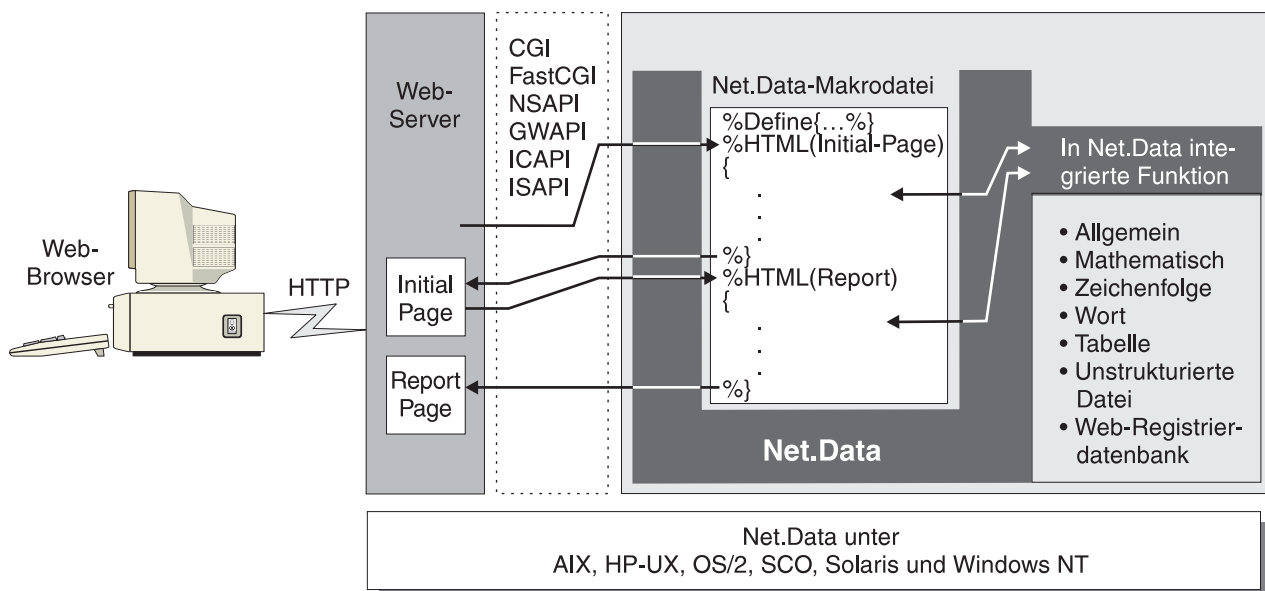 Web-
Browser
HTTP
Web-
Server
Initial
Page
Report
Page
CGI
FastCGI
NSAPI
GWAPI
ICAPI
ISAPI
Net.Data-Makrodatei
%Define{...%}
%HTML(Initial-Page)
{
.
.
.
%}
%HTML(Report)
{
.
.
.
%}
Net.Data
In Net.Data inte-
grierte Funktion
• Allgemein
• Mathematisch
• Zeichenfolge
• Wort
• Tabelle
• Unstrukturierte
Datei
• Web-Registrier-
datenbank
Net.Data unter
AIX, HP-UX, OS/2, SCO, Solaris und Windows NT